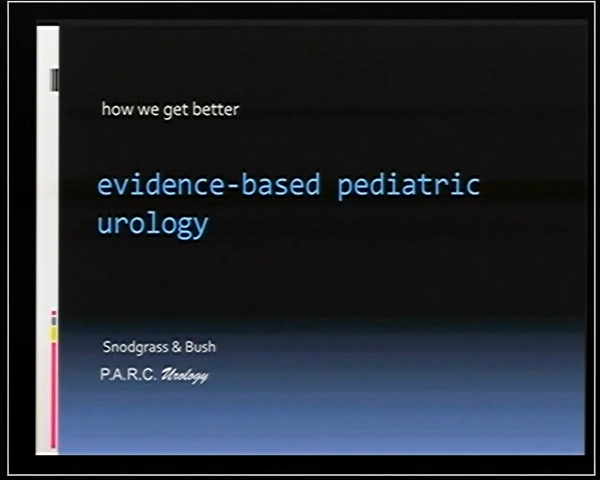 how we get better
evidence-based pediatric
urology
Snodgrass & Bush
P.A.R.C. Urology